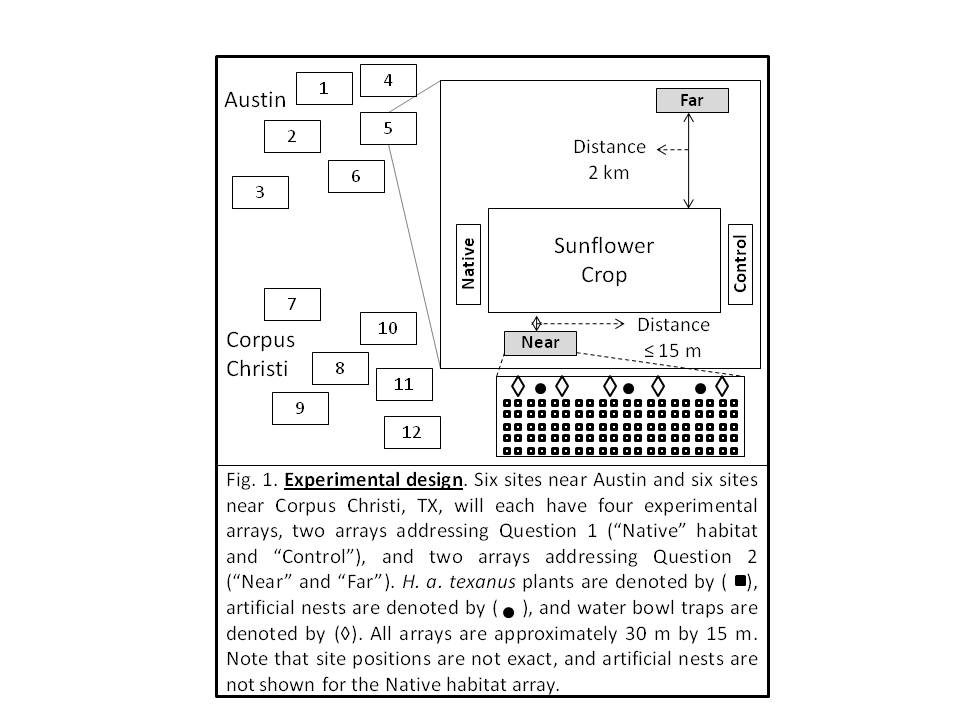 Austin
1
4
2
5
6
3
7
Corpus
Christi
10
8
11
9
12
Far
Distance
2 km
Native
Sunflower
Crop
Control
Distance
≤ 15 m
Near
Fig. 1. Experimental design. Six sites near Austin and six sites
near Corpus Christi, TX, will each have four experimental
arrays, two arrays addressing Question 1 (“Native” habitat
and “Control”), and two arrays addressing Question 2
(“Near” and “Far”). H. a. texanus plants are denoted by ( ■),
artificial nests are denoted by ( ● ), and water bowl traps are
denoted by (◊). All arrays are approximately 30 m by 15 m.
Note that site positions are not exact, and artificial nests are
not shown for the Native habitat array.